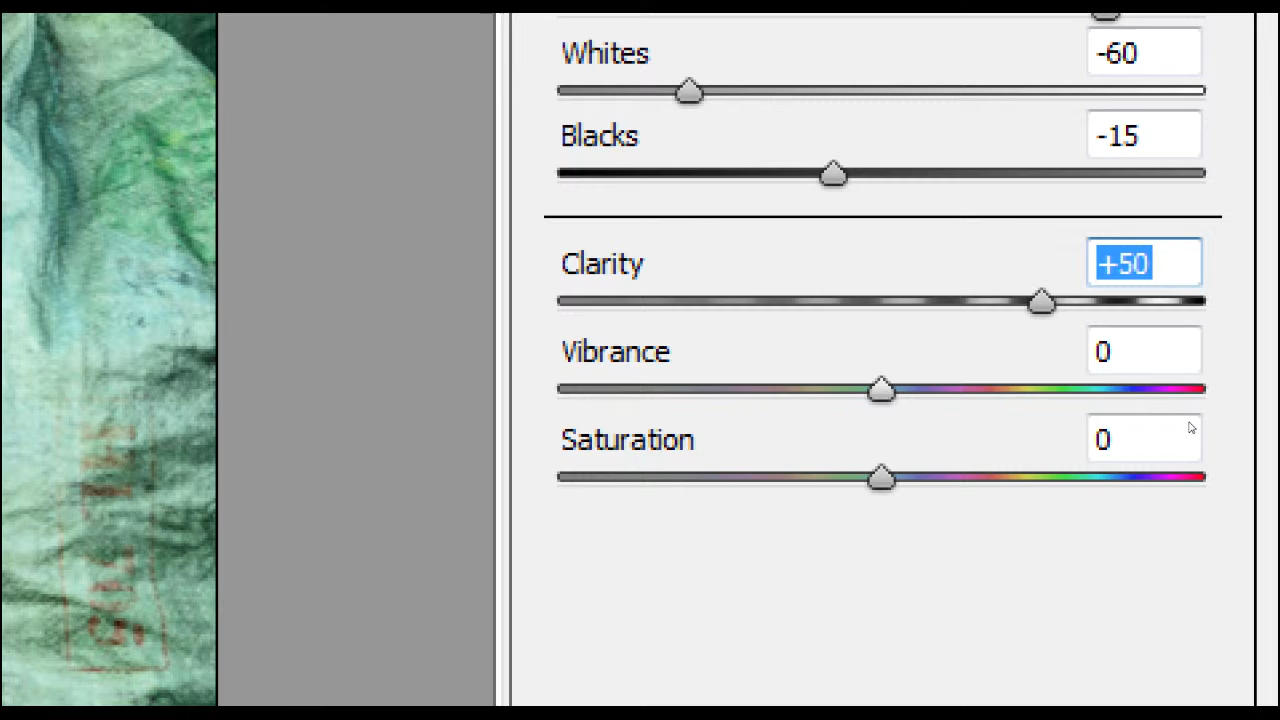 Whites
-60
Blacks
-15
Clarity
+50
Vibrance
0
Saturation
0